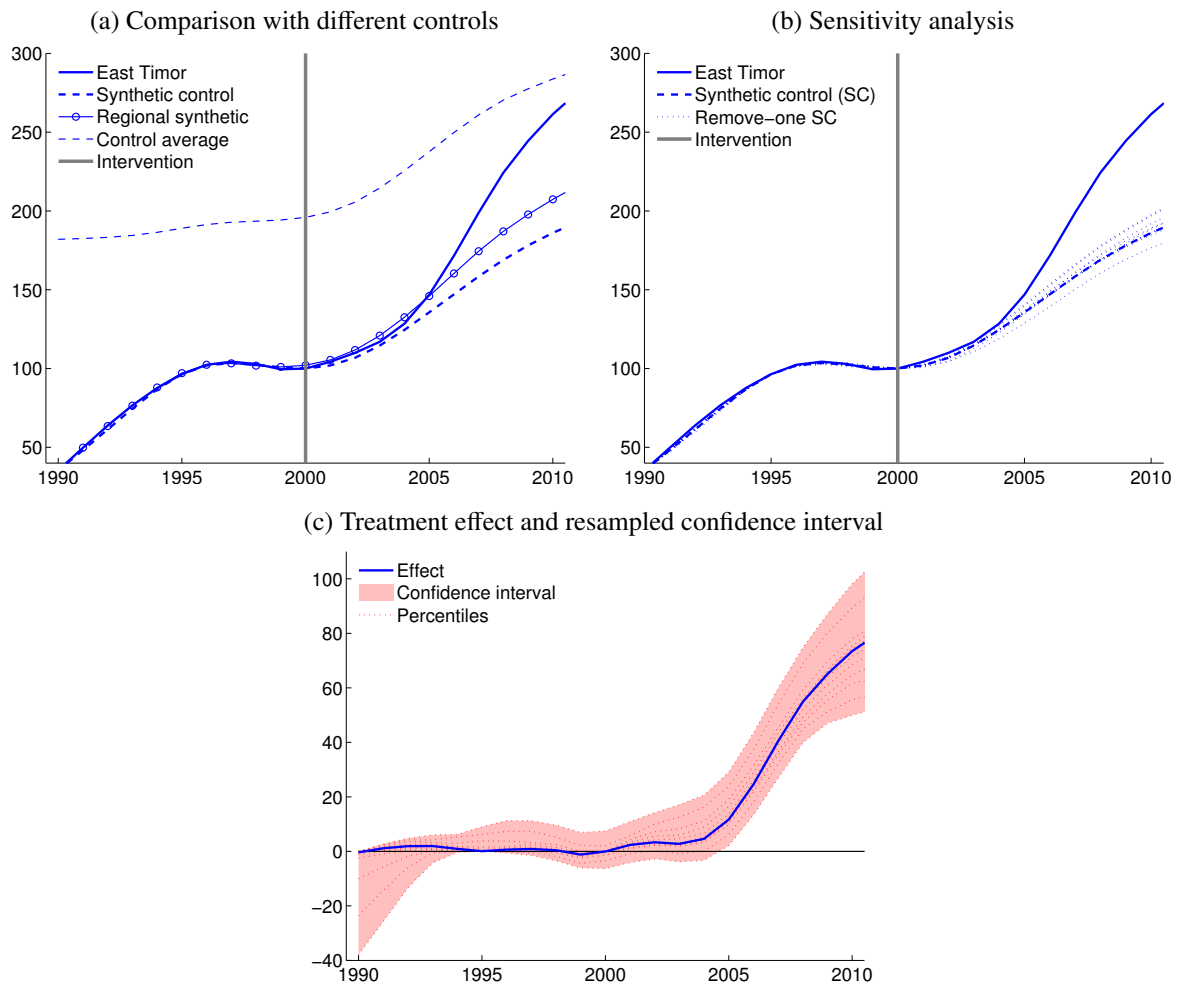 (a) Comparison with different controls
300
250
200
150
100
50
1990
1995
2000
2005
2010
East Timor
Synthetic control
Regional synthetic
Control average
Intervention
(b) Sensitivity analysis
300
250
200
150
100
50
1990
1995
2000
2005
2010
East Timor
Synthetic control (SC)
Remove−one SC
Intervention
(c) Treatment effect and resampled confidence interval
100
80
60
40
20
0
−20
−40
1990
1995
2000
2005
2010
Effect
Confidence interval
Percentiles